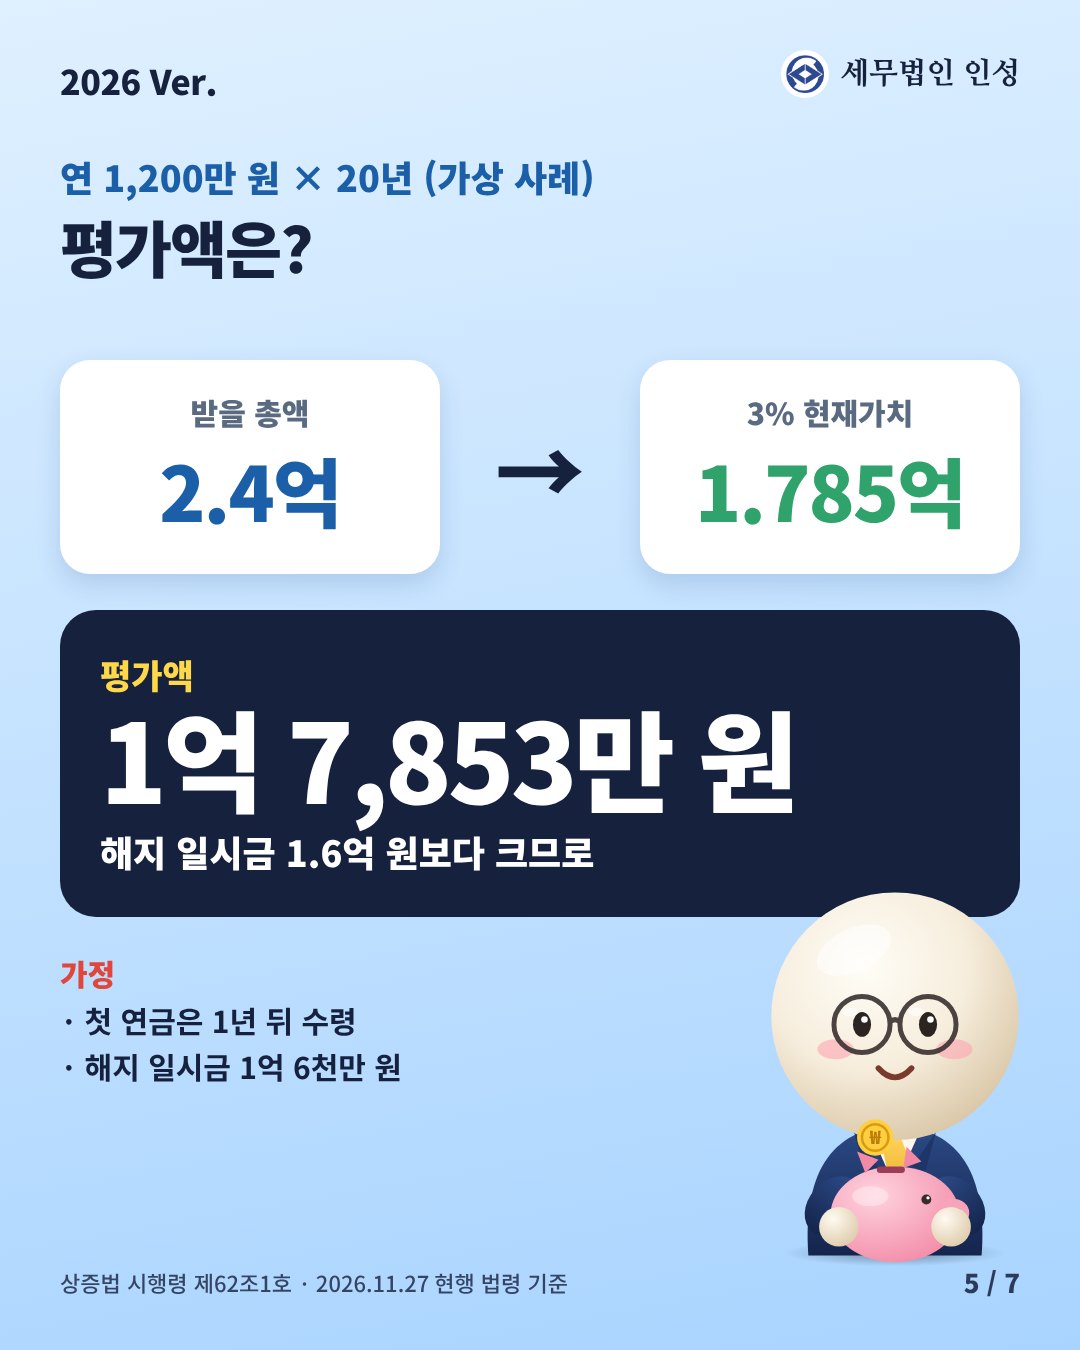 2026 Ver.
세무법인 인성
연 1,200만 원 × 20년 (가상 사례)
평가액은?
받을 총액
2.4억
→
3% 현재가치
1.785억
평가액
1억 7,853만 원
해지 일시금 1.6억 원보다 크므로
가정
· 첫 연금은 1년 뒤 수령
· 해지 일시금 1억 6천만 원
₩
상증법 시행령 제62조1호 · 2026.11.27 현행 법령 기준
5 / 7